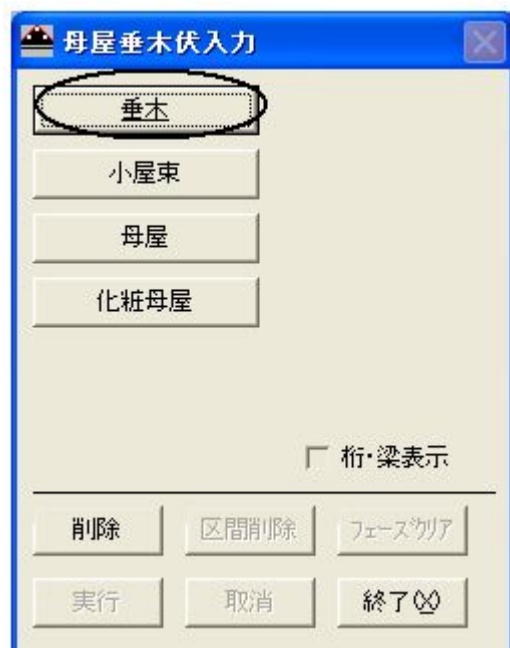 母屋垂木伏入力
垂木
小屋束
母屋
化粧母屋
桁・梁表示
削除 区間削除 フェーズクリア
実行 取消 終了(X)